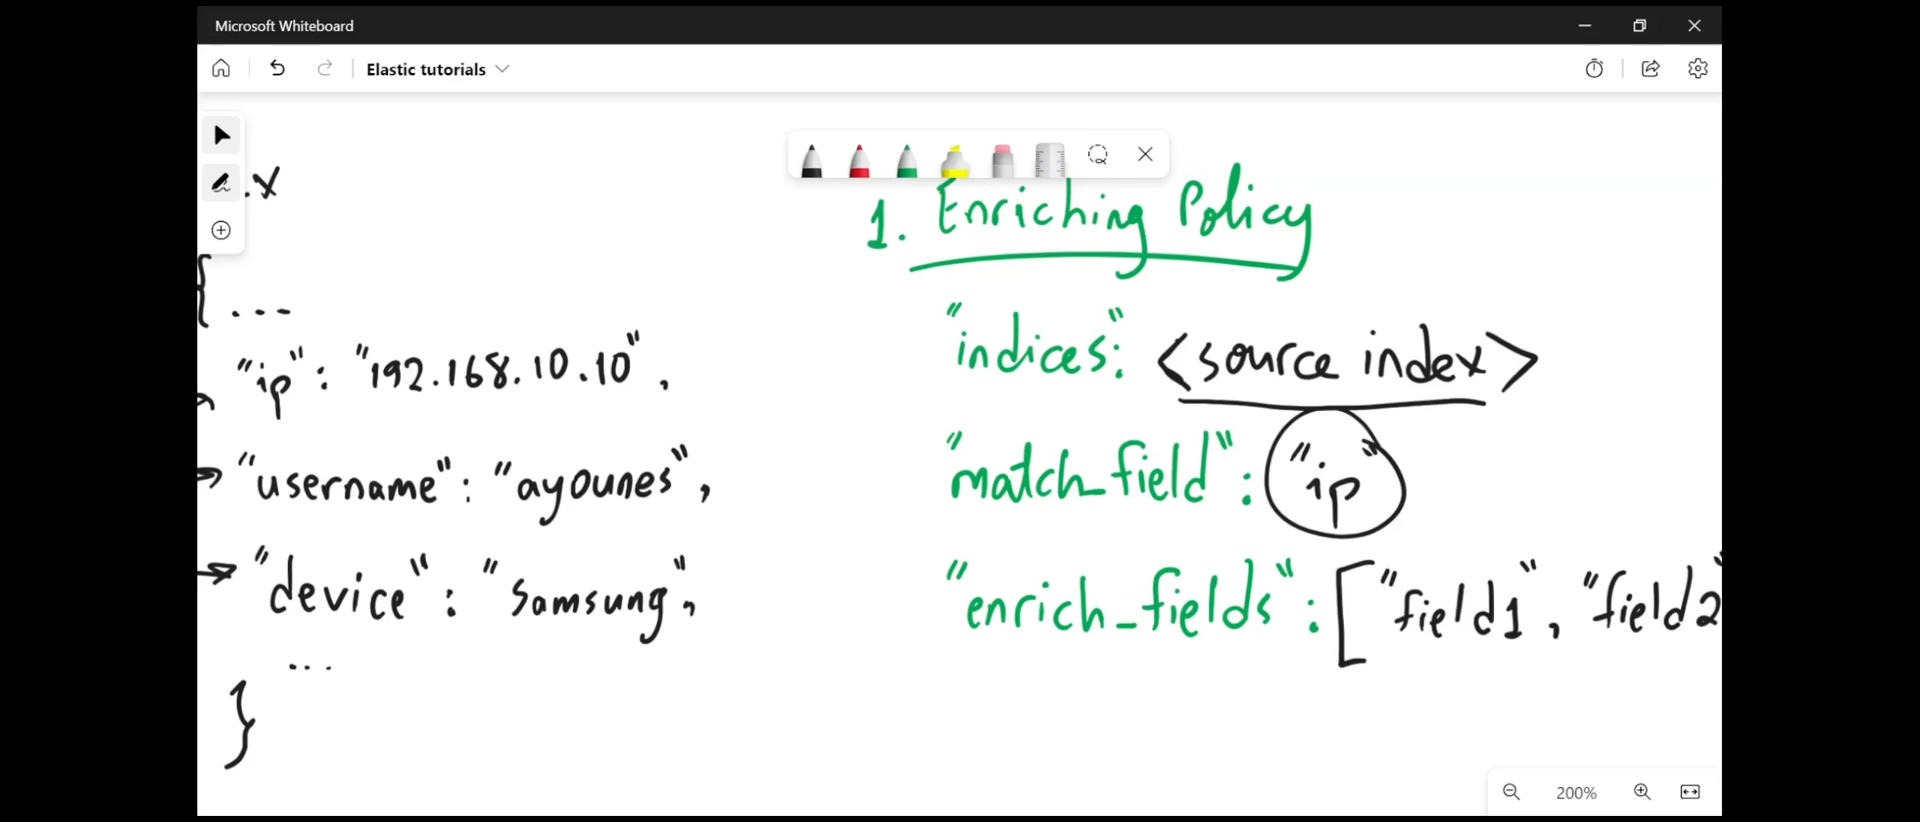 Microsoft Whiteboard
Elastic tutorials
.x
1. Enriching Policy
{ ...
"ip" : "192.168.10.10",
"username" : "ayounes",
"device" : "Samsung",
...
}
"indices: " <source index>
"match_field" : "ip"
"enrich_fields" : ["field1", "field2"
200%